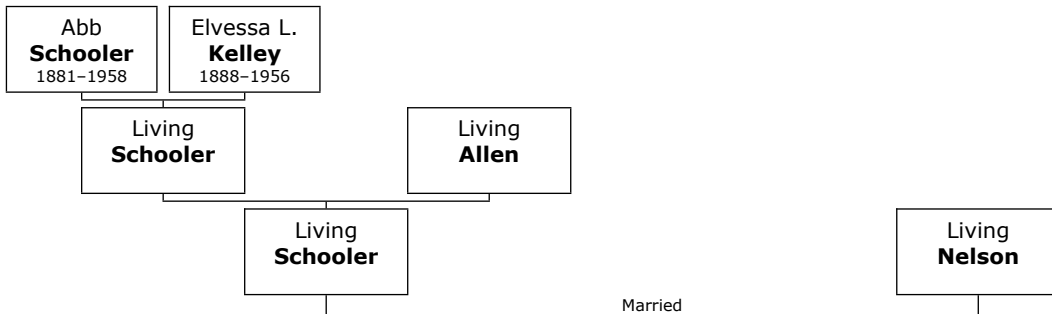 Abb
Schooler
1881–1958
Elvessa L.
Kelley
1888–1956
Living
Schooler
Living
Allen
Living
Schooler
Living
Nelson
Married